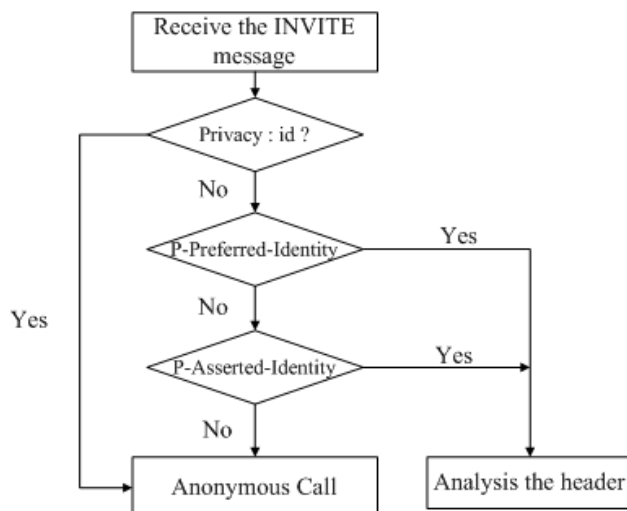 Receive the INVITE
message
Privacy : id ?
No
P-Preferred-Identity
Yes
Yes
No
P-Asserted-Identity
Yes
No
Anonymous Call
Analysis the header